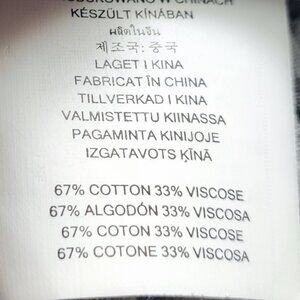 W CHINACH
KÉSZÜLT KÍNÁBAN
ผลิตในจีน
제조국: 중국
LAGET I KINA
FABRICAT ÎN CHINA
TILLVERKAD I KINA
VALMISTETTU KIINASSA
PAGAMINTA KINIJOJE
IZGATAVOTS ĶĪNĀ
67% COTTON 33% VISCOSE
67% ALGODÓN 33% VISCOSA
67% COTON 33% VISCOSE
67% COTONE 33% VISCOSA